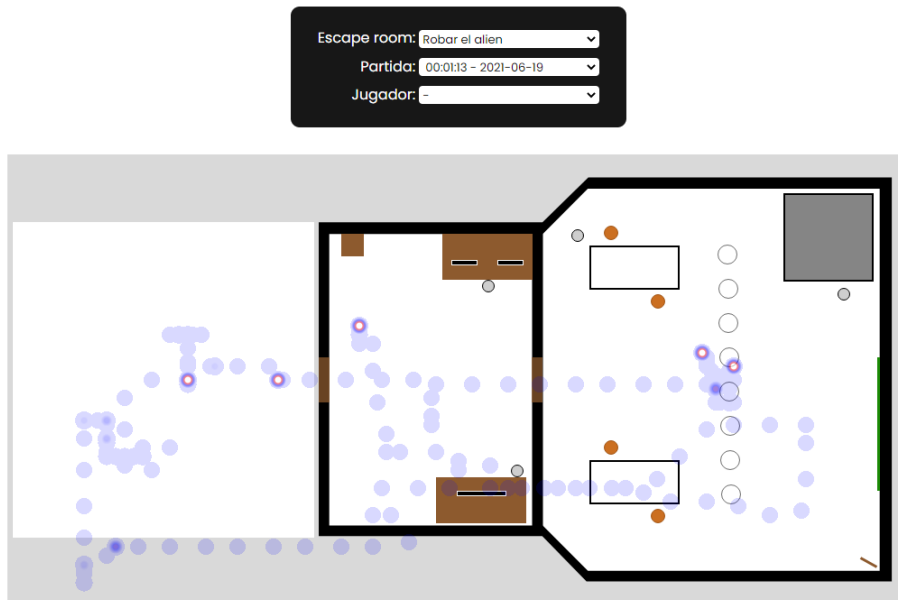 Escape room: Robar el alien
Partida: 00:01:13 - 2021-06-19
Jugador: -